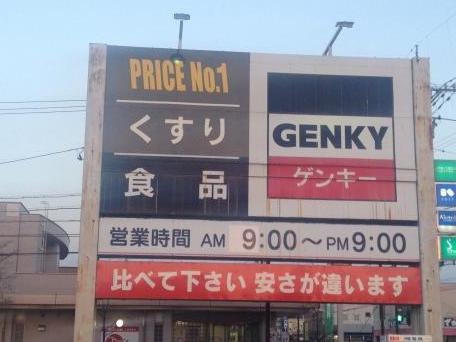 PRICE No.1
くすり
食品
GENKY
ゲンキー
営業時間 AM 9:00～PM 9:00
比べて下さい 安さが違います